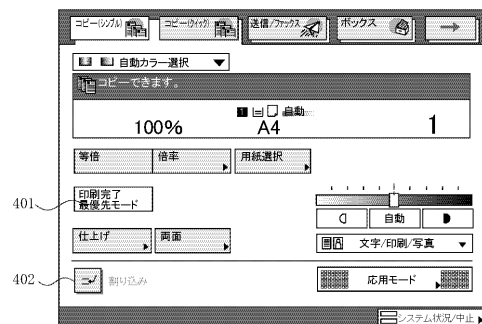 コピー(シンプル)
コピー(クイック)
送信/ファックス
ボックス
自動カラー選択
コピーできます。
1 自動
100% A4 1
等倍 倍率 用紙選択
401
印刷完了
最優先モード
自動
仕上げ 両面
文字/印刷/写真
402
割り込み
応用モード
システム状況/中止